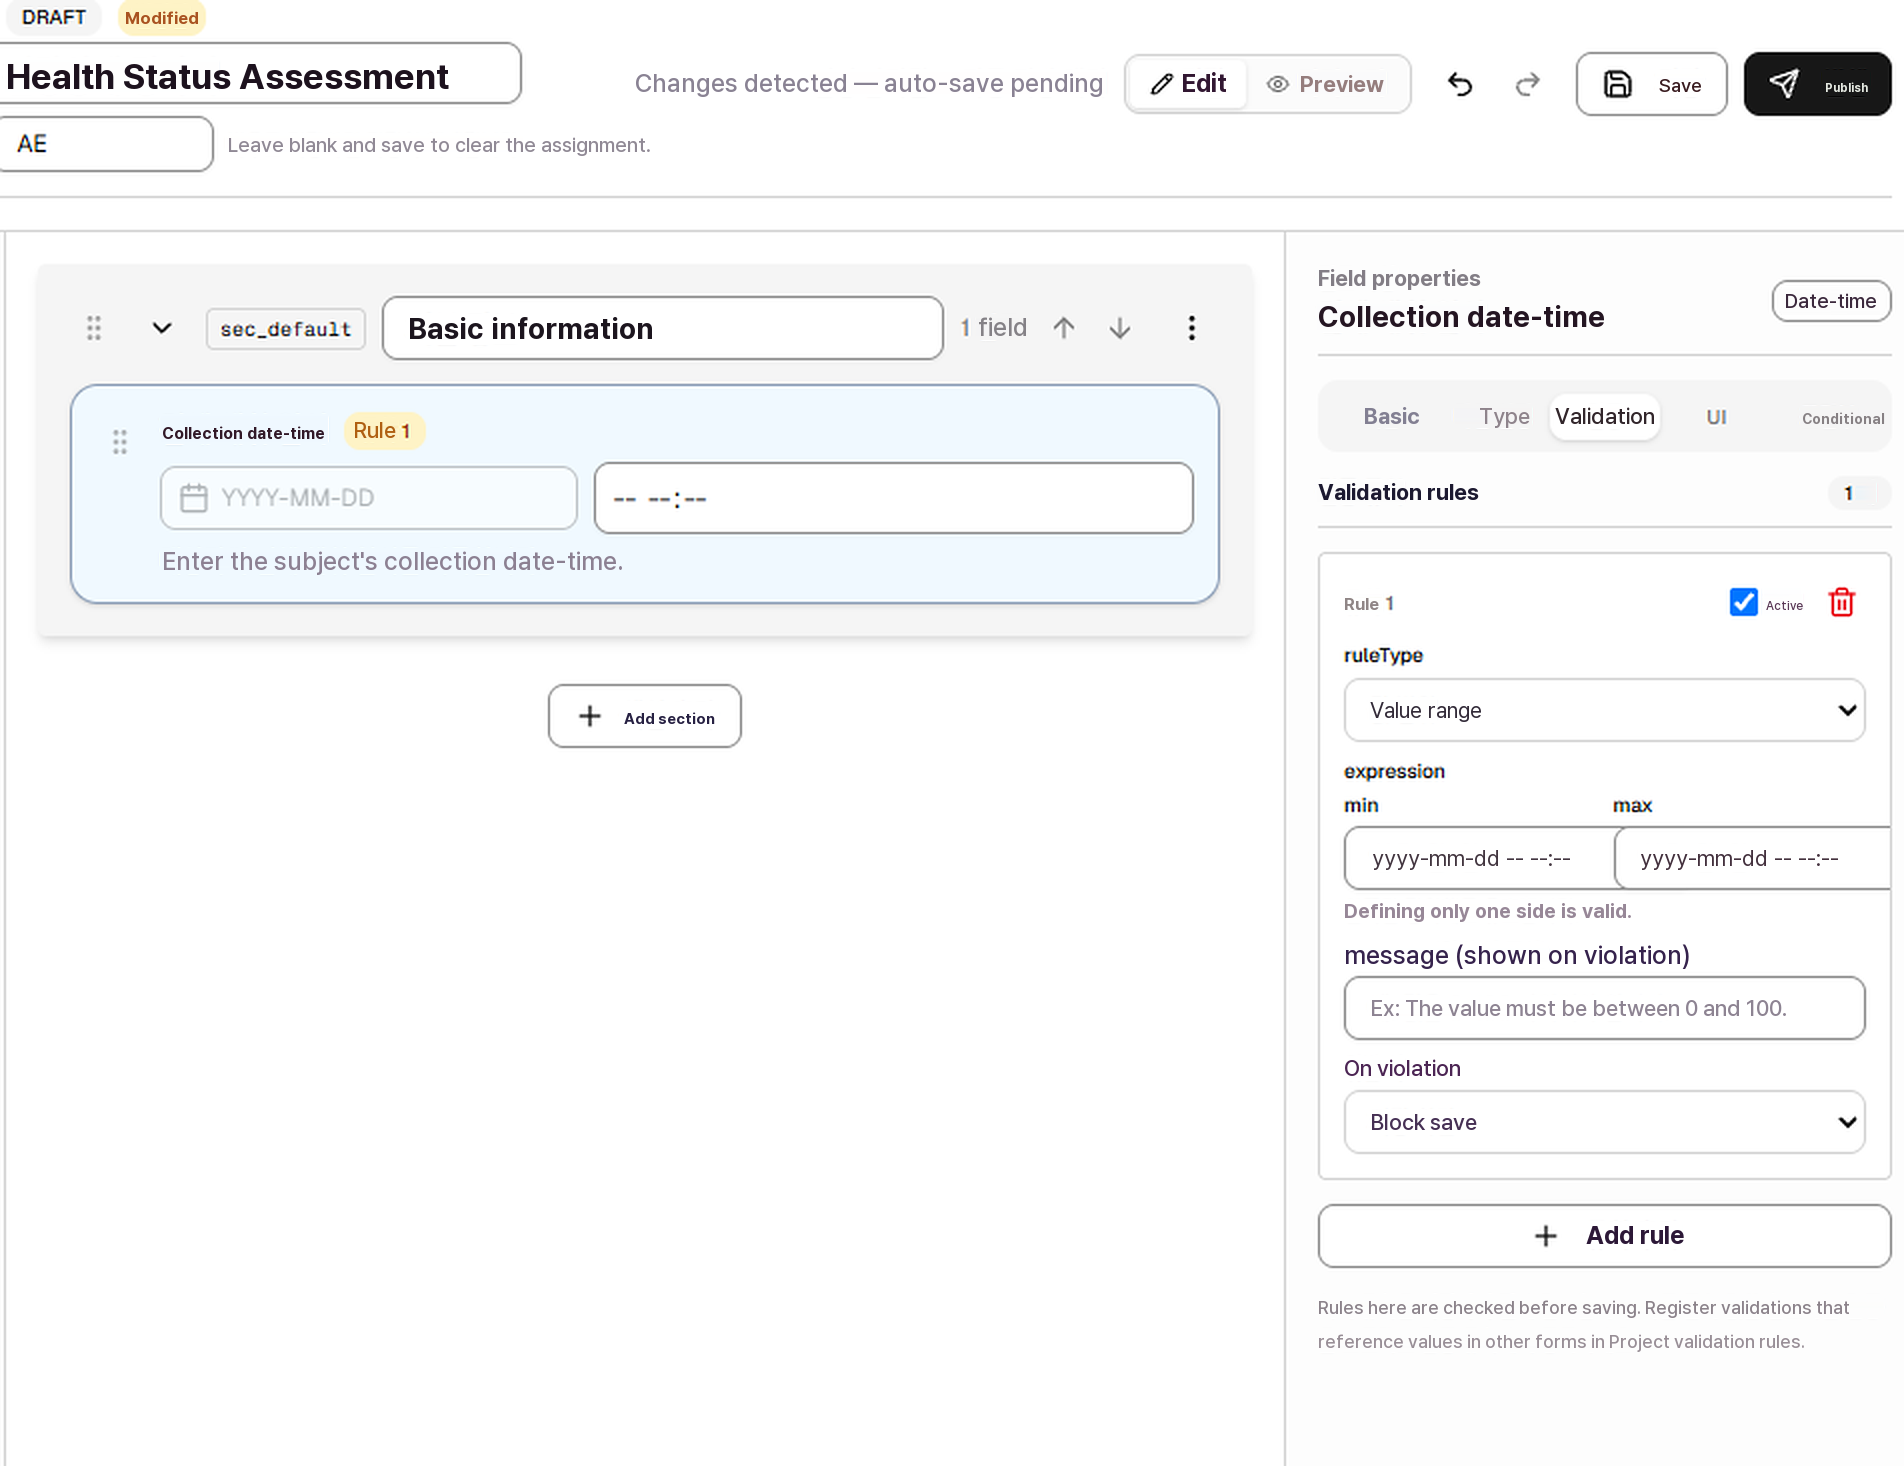 DRAFT Modified
Health Status Assessment
Changes detected — auto-save pending
Edit Preview
Save
Publish
AE
Leave blank and save to clear the assignment.
sec_default
Basic information
1 field
Collection date-time Rule 1
YYYY-MM-DD
-- --:--
Enter the subject's collection date-time.
Add section
Field properties
Collection date-time
Date-time
Basic Type Validation UI Conditional
Validation rules 1
Rule 1 Active
ruleType
Value range
expression
min max
yyyy-mm-dd -- --:-- yyyy-mm-dd -- --:--
Defining only one side is valid.
message (shown on violation)
Ex: The value must be between 0 and 100.
On violation
Block save
Add rule
Rules here are checked before saving. Register validations that
reference values in other forms in Project validation rules.